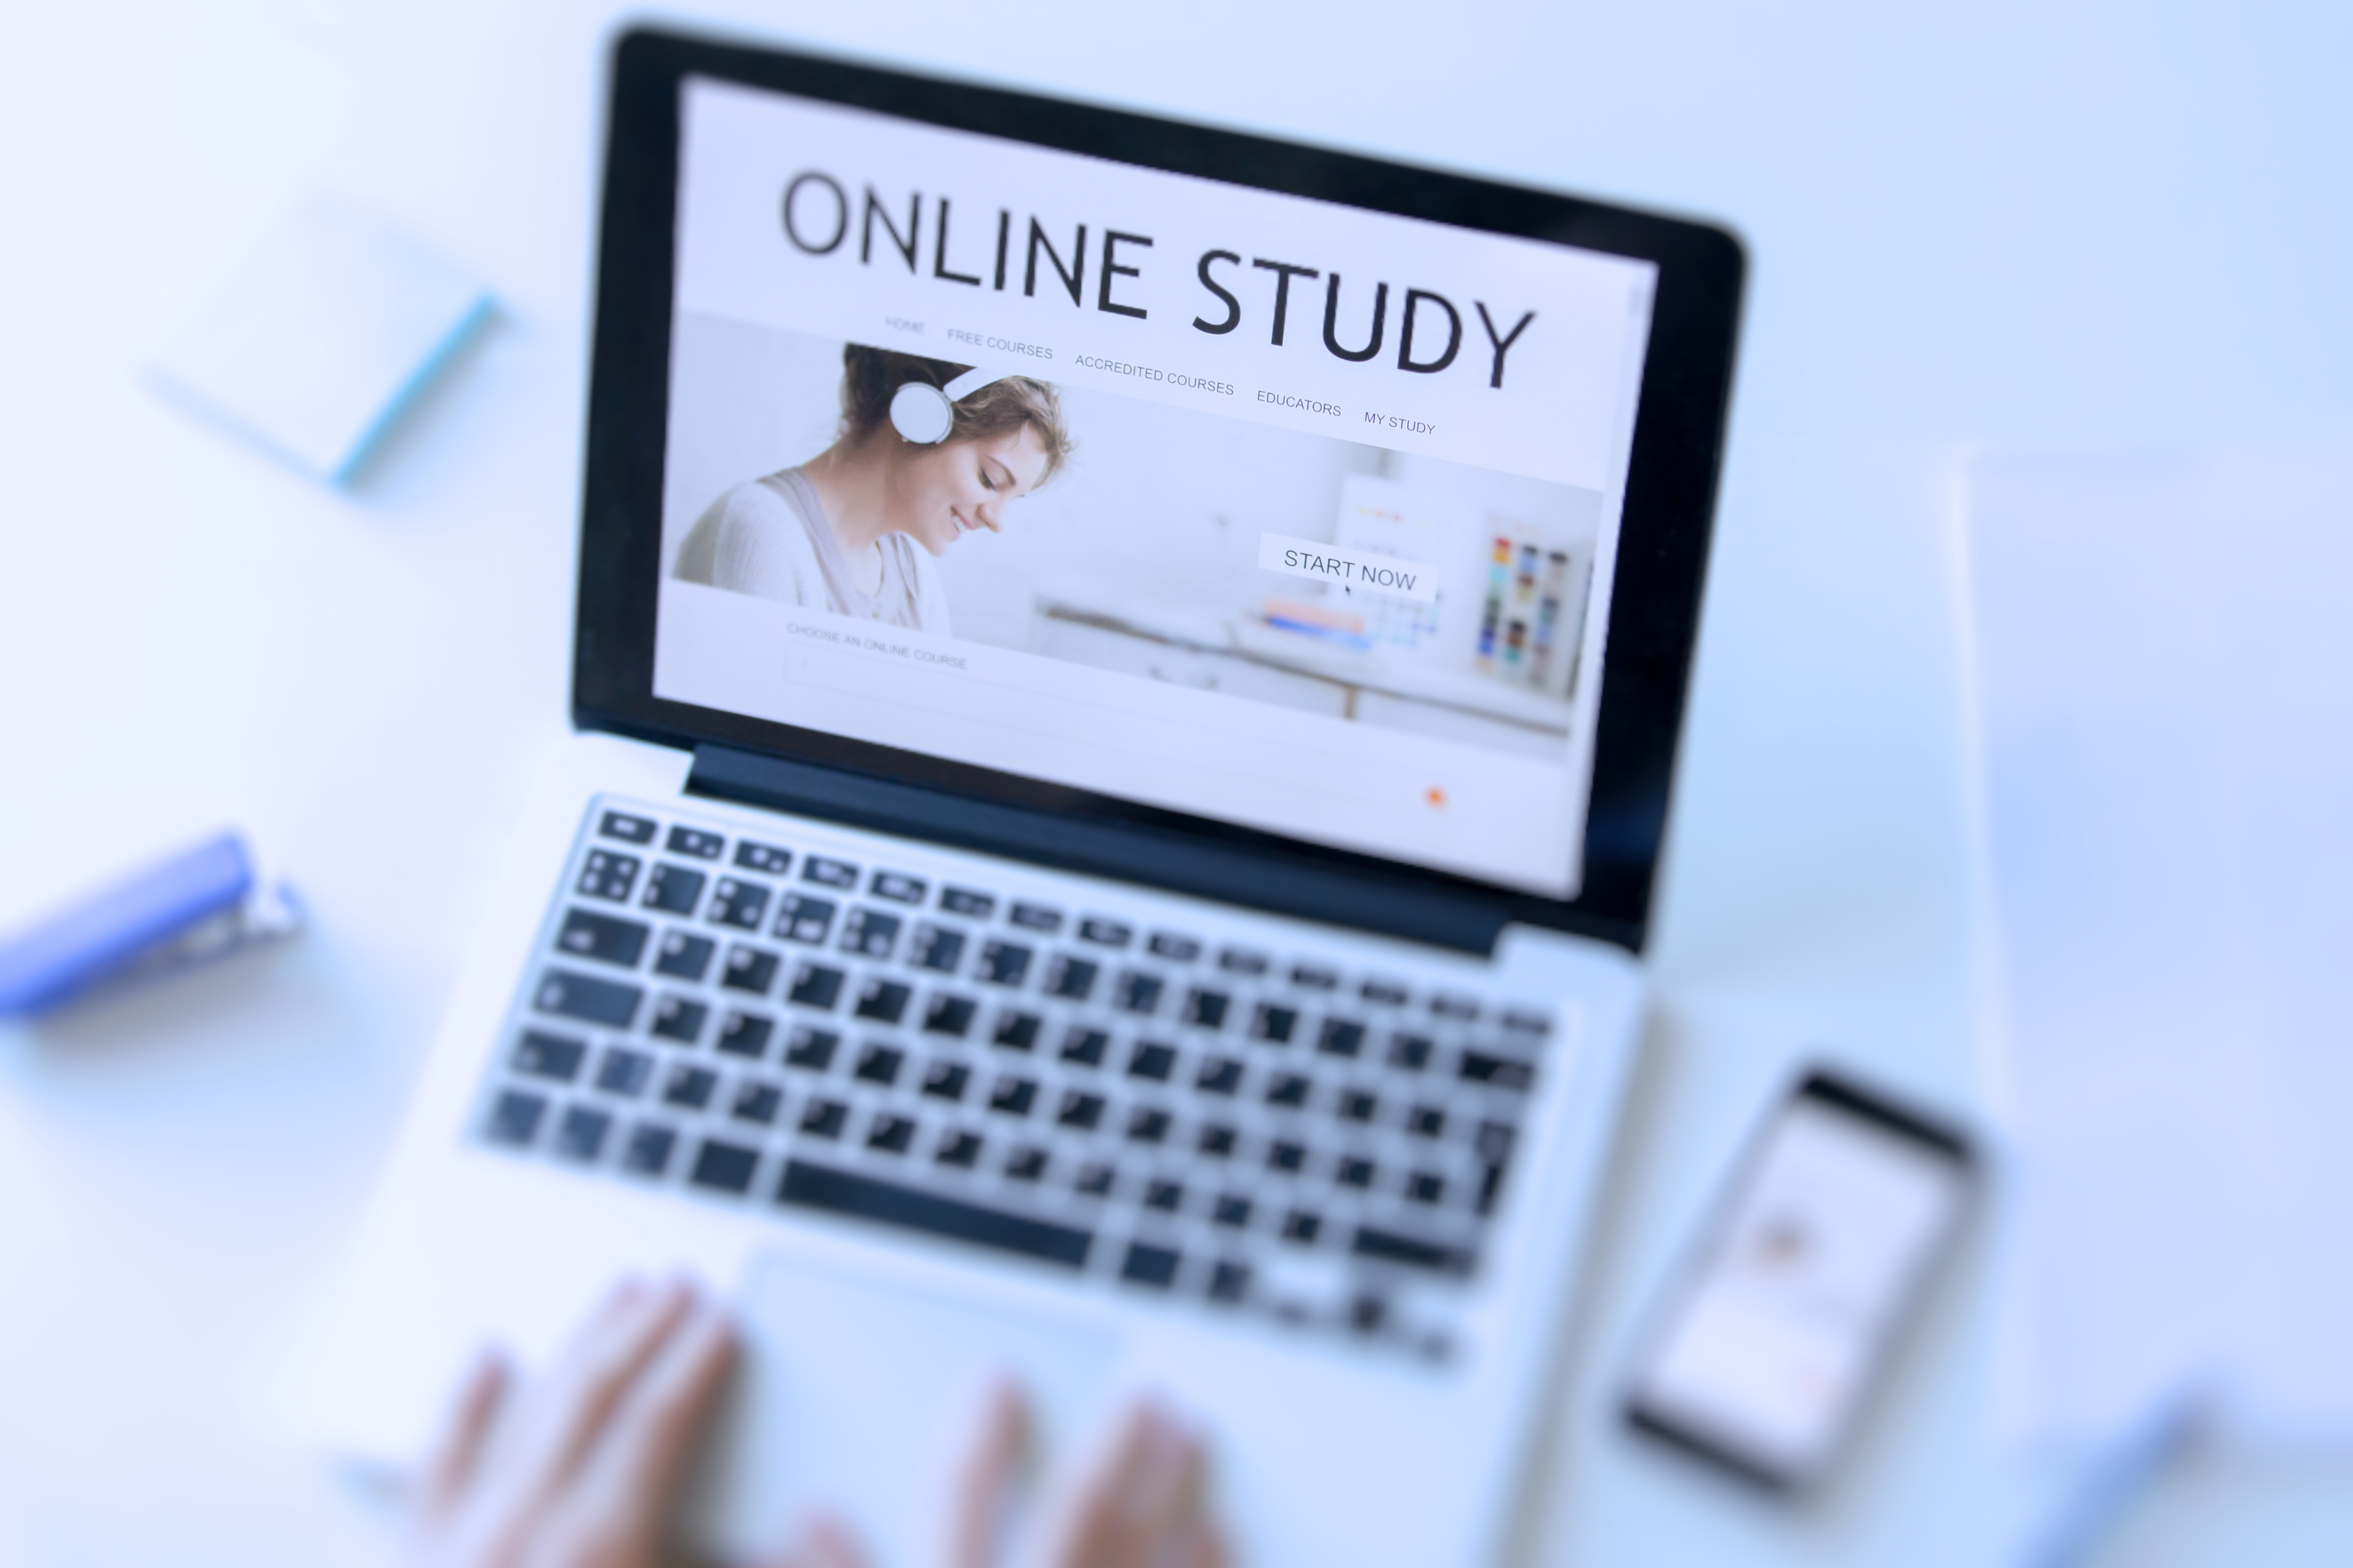 ONLINE STUDY
HOME FREE COURSES ACCREDITED COURSES EDUCATORS MY STUDY
START NOW
CHOOSE AN ONLINE COURSE